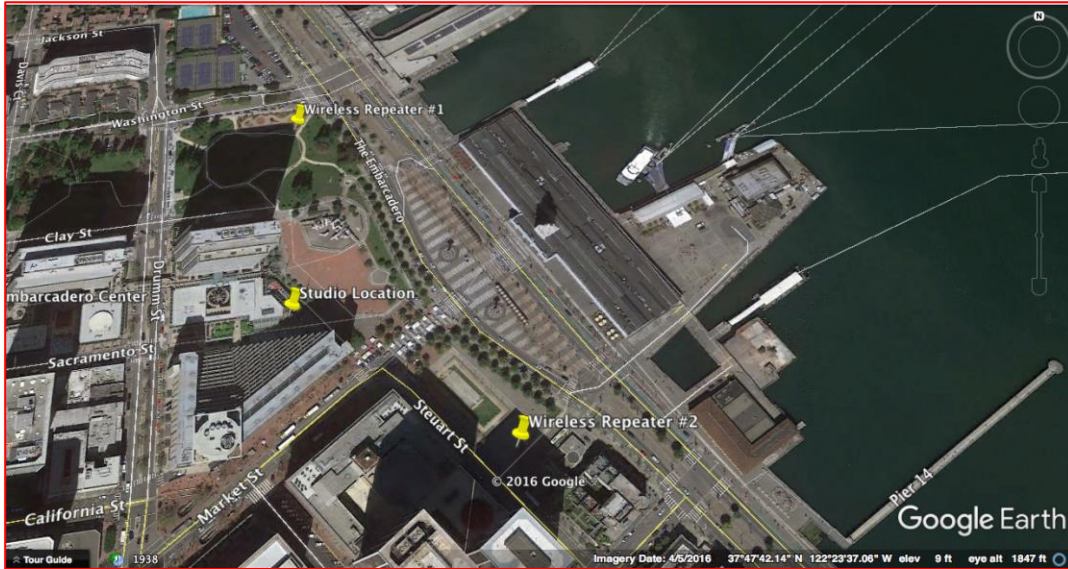 N
Jackson St
Davis Ct
Washington St
Wireless Repeater #1
The Embarcadero
Clay St
Drumm St
mbarcadero Center
Studio Location
Sacramento St
Steuart St
Wireless Repeater #2
Market St
© 2016 Google
California St
Pier 14
Google Earth
Tour Guide
1938
Imagery Date: 4/5/2016 37°47'42.14" N 122°23'37.06" W elev 9 ft eye alt 1847 ft